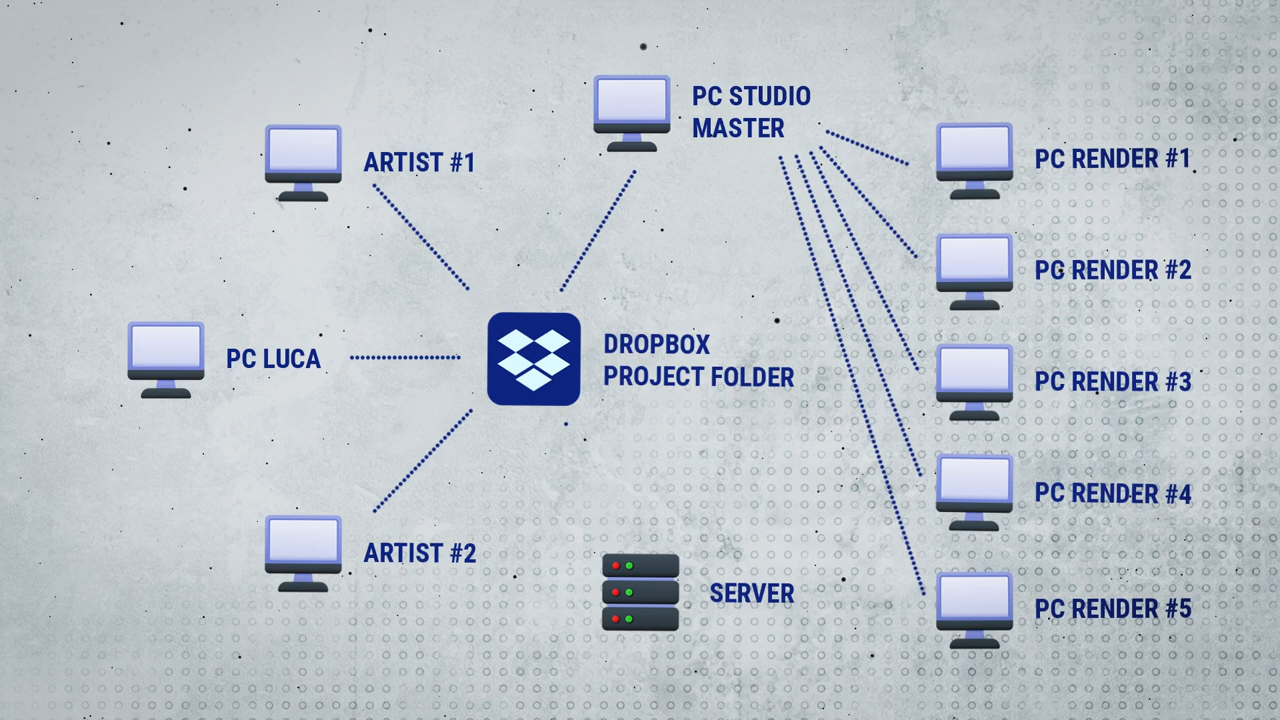 PC STUDIO
MASTER
ARTIST #1
PC RENDER #1
PC RENDER #2
DROPBOX
PROJECT FOLDER
PC LUCA
PC RENDER #3
PC RENDER #4
ARTIST #2
SERVER
PC RENDER #5